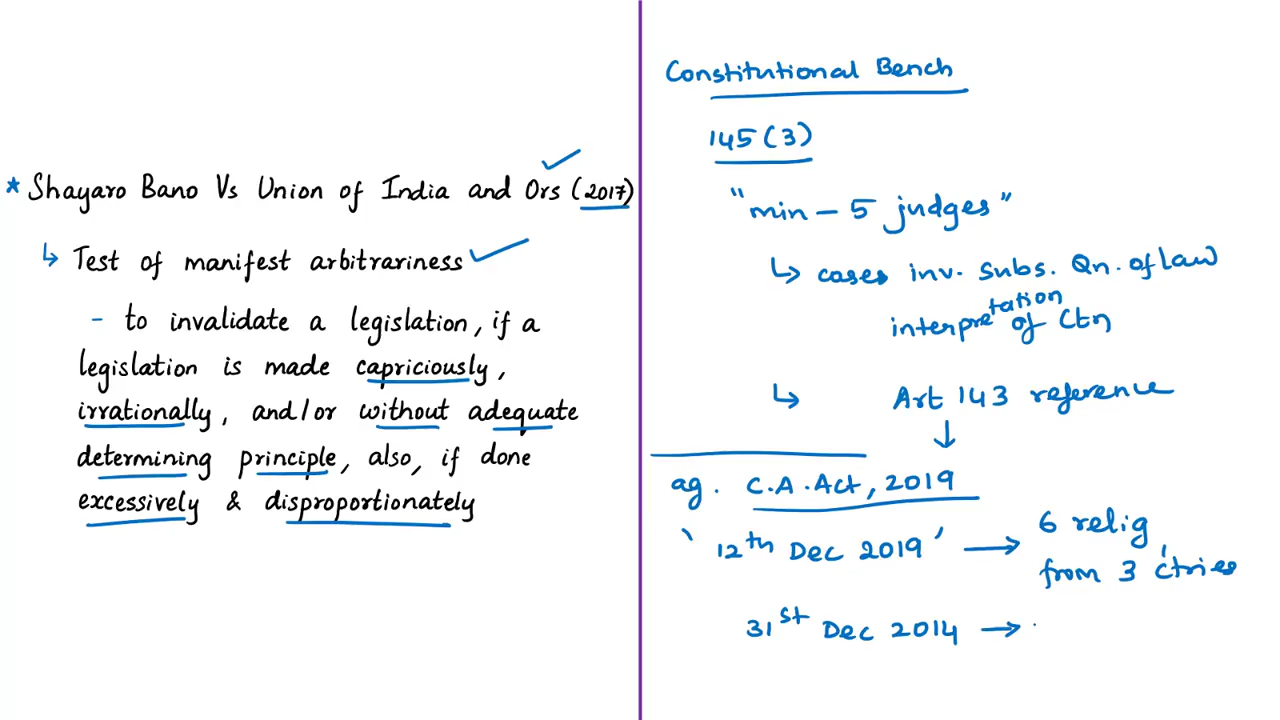 * Shayaro Bano Vs Union of India and Ors (2017)
↳ Test of manifest arbitrariness
- to invalidate a legislation, if a
legislation is made capriciously,
irrationally, and/or without adequate
determining principle, also, if done
excessively & disproportionately
Constitutional Bench
145(3)
"min - 5 judges"
↳ cases inv. subs. Qn. of law
interpretation of Ctn
↳ Art 143 reference
↓
ag. C.A. Act, 2019
'12th Dec 2019' → 6 relig
from 3 c'tries
31st Dec 2014 →